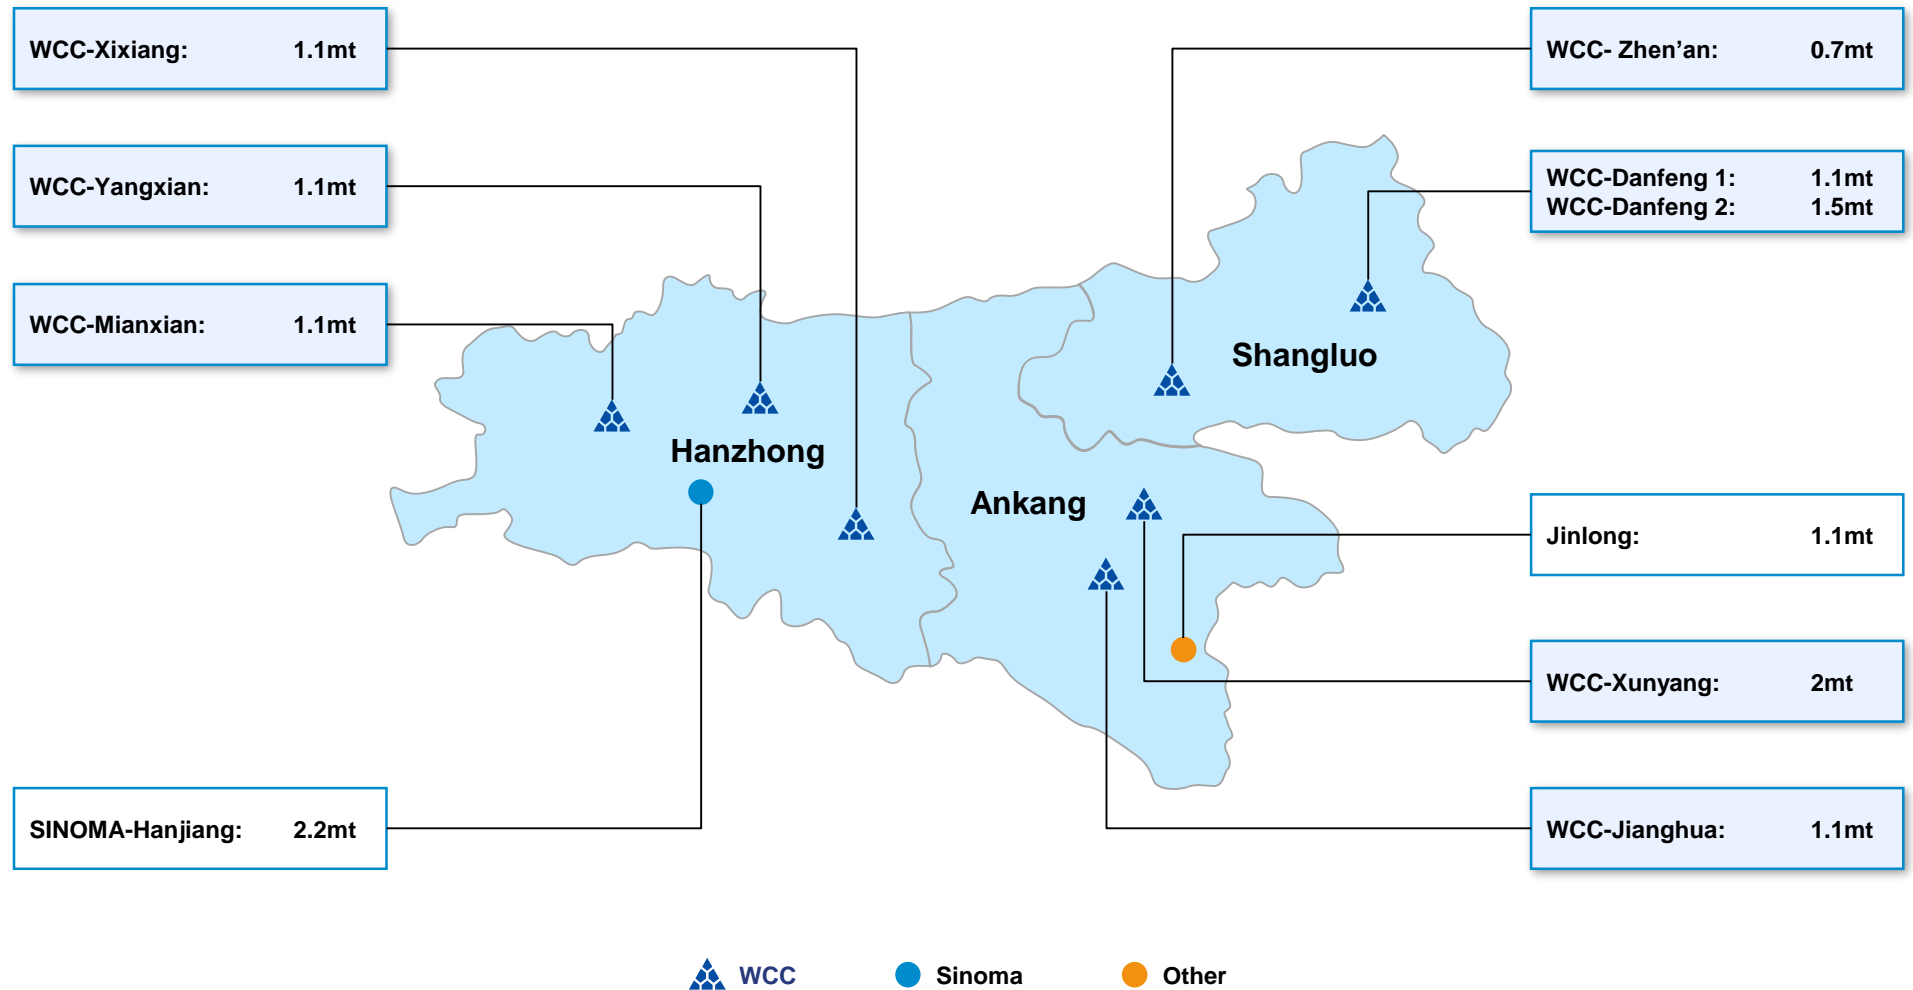 WCC-Xixiang: 1.1mt
WCC-Yangxian: 1.1mt
WCC-Mianxian: 1.1mt
SINOMA-Hanjiang: 2.2mt
Hanzhong
Ankang
Shangluo
WCC- Zhen’an: 0.7mt
WCC-Danfeng 1: 1.1mt
WCC-Danfeng 2: 1.5mt
Jinlong: 1.1mt
WCC-Xunyang: 2mt
WCC-Jianghua: 1.1mt
WCC Sinoma Other